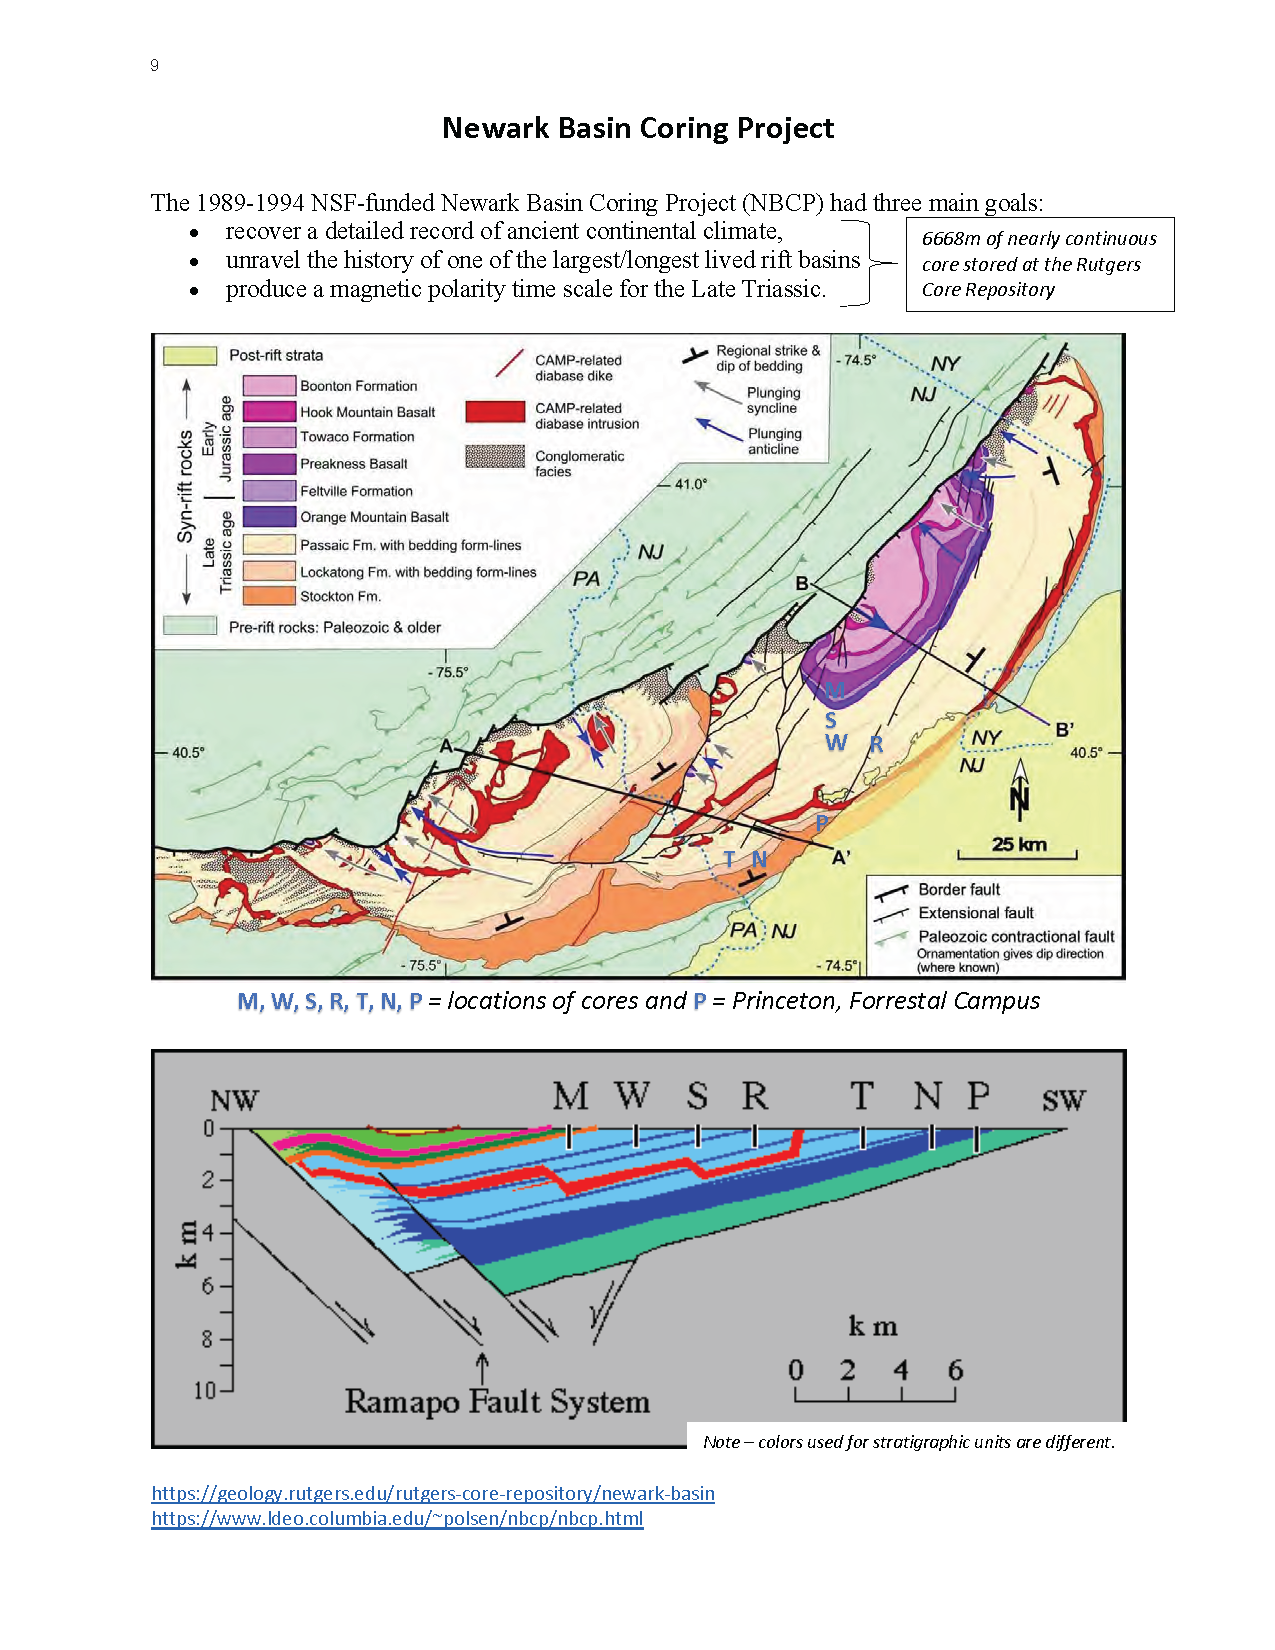 9
Newark Basin Coring Project
The 1989-1994 NSF-funded Newark Basin Coring Project (NBCP) had three main goals:
• recover a detailed record of ancient continental climate,
• unravel the history of one of the largest/longest lived rift basins
• produce a magnetic polarity time scale for the Late Triassic.
6668m of nearly continuous
core stored at the Rutgers
Core Repository
Post-rift strata
Syn-rift rocks
Early
Jurassic age
Late
Triassic age
Boonton Formation
Hook Mountain Basalt
Towaco Formation
Preakness Basalt
Feltville Formation
Orange Mountain Basalt
Passaic Fm. with bedding form-lines
Lockatong Fm. with bedding form-lines
Stockton Fm.
Pre-rift rocks: Paleozoic & older
CAMP-related
diabase dike
CAMP-related
diabase intrusion
Conglomeratic
facies
Regional strike &
dip of bedding
Plunging
syncline
Plunging
anticline
- 74.5°
NY
NJ
41.0°
NJ
PA
B
- 75.5°
M
S
W R
40.5°
A
B'
NY
NJ
40.5°
N
P
25 km
T N
A'
PA NJ
- 75.5°
- 74.5°
Border fault
Extensional fault
Paleozoic contractional fault
Ornamentation gives dip direction
(where known)
M, W, S, R, T, N, P = locations of cores and P = Princeton, Forrestal Campus
NW M W S R T N P SW
0
2
4
6
8
10
km
Ramapo Fault System
km
0 2 4 6
Note – colors used for stratigraphic units are different.
https://geology.rutgers.edu/rutgers-core-repository/newark-basin
https://www.ldeo.columbia.edu/~polsen/nbcp/nbcp.html